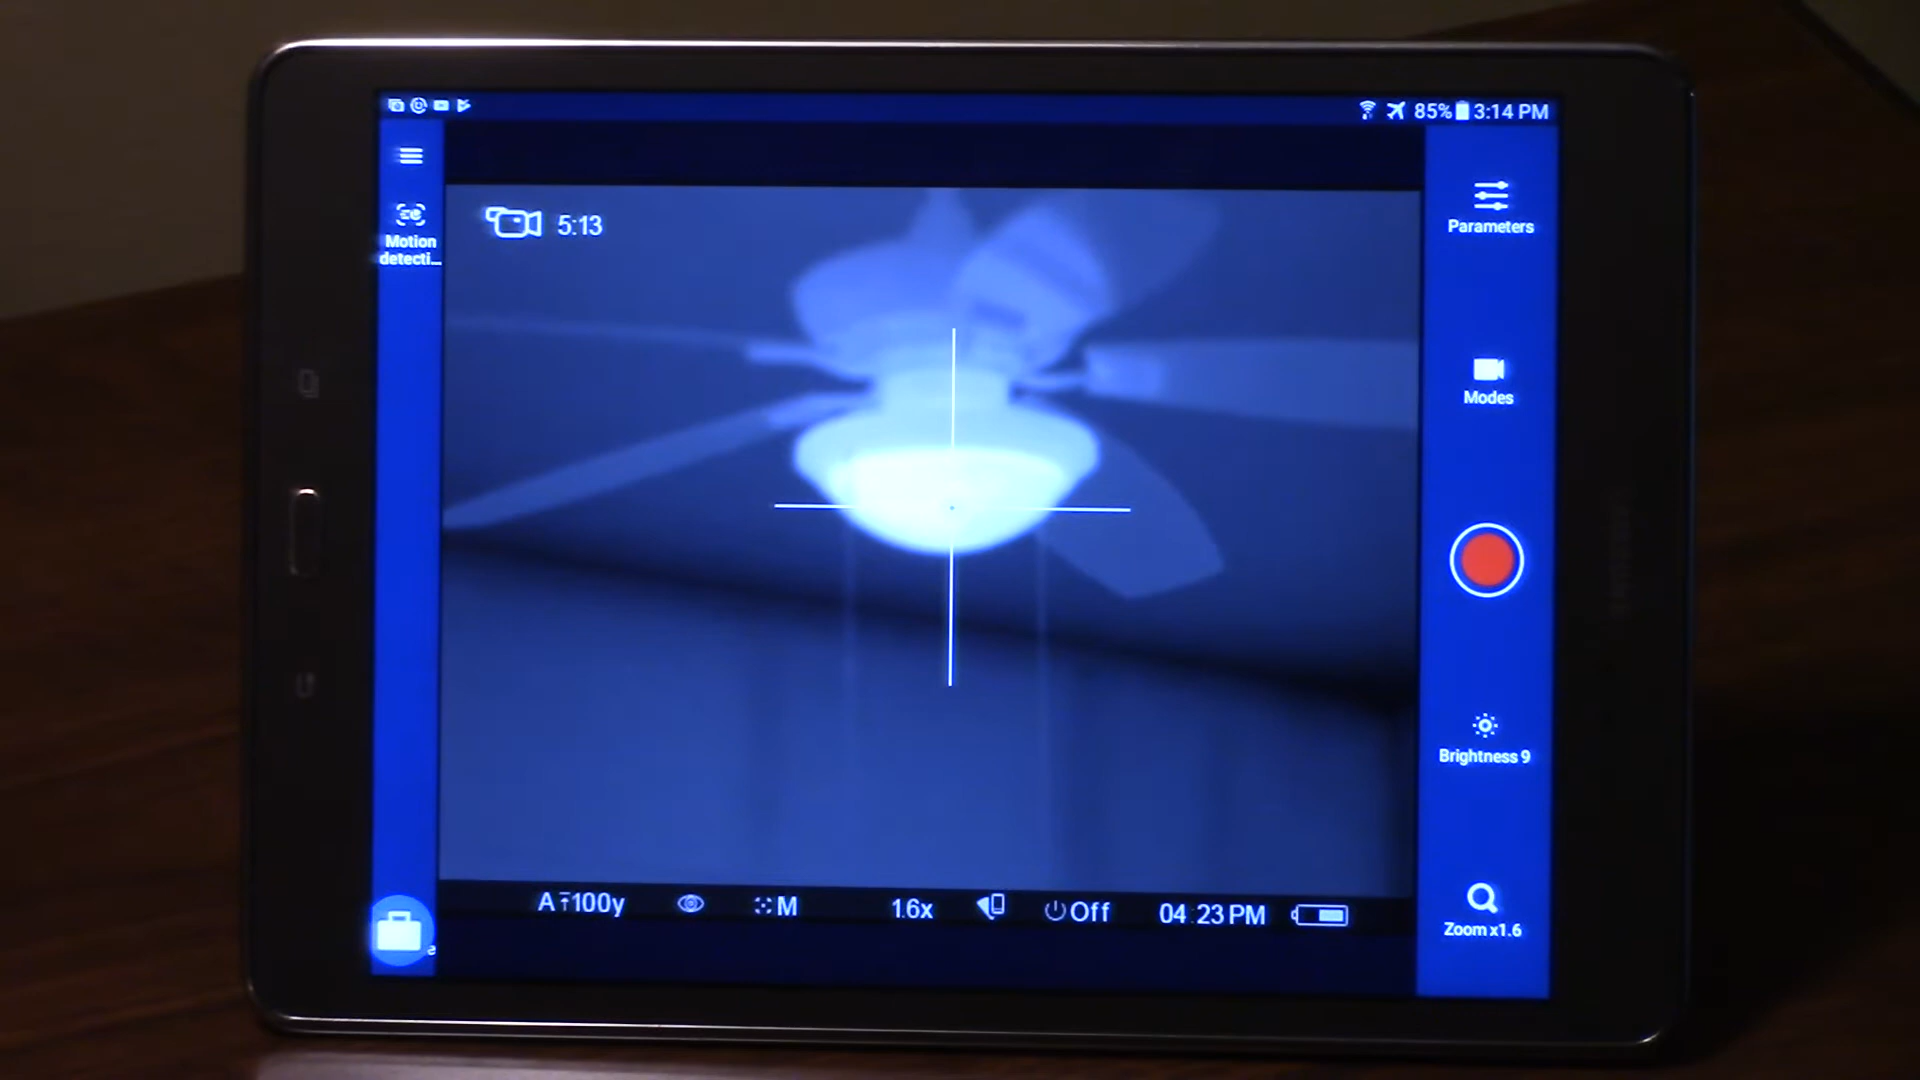 85% 3:14 PM
Motion
detecti...
5:13
Parameters
Modes
Brightness 9
Zoom x1.6
A 100y
M
1.6x
Off
04 23 PM